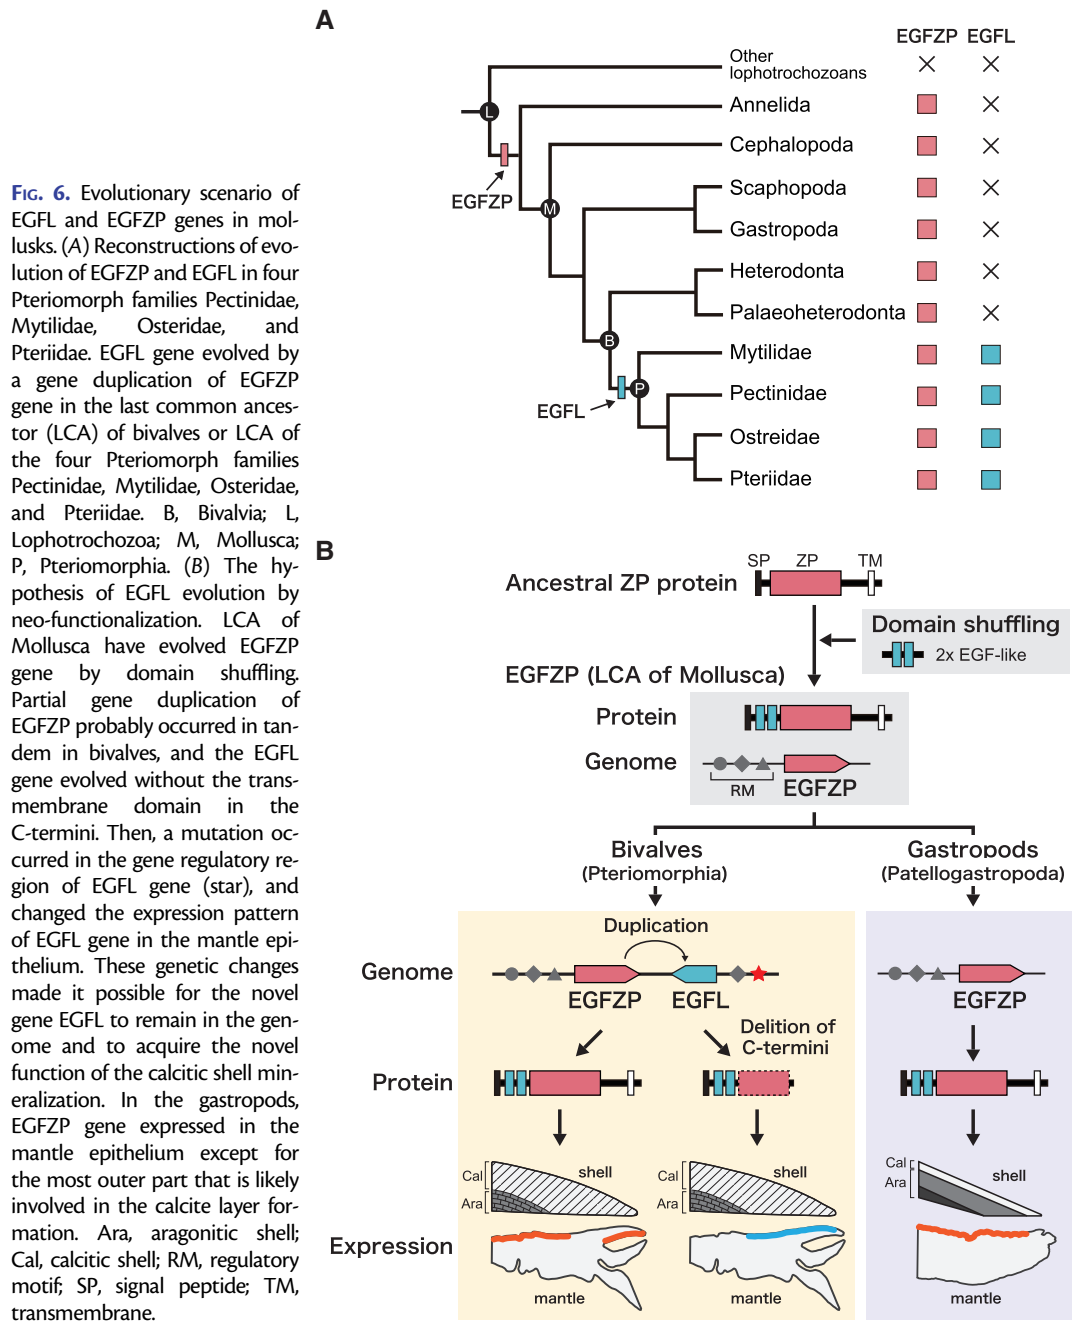 FIG. 6. Evolutionary scenario of
EGFL and EGFZP genes in mol-
lusks. (A) Reconstructions of evo-
lution of EGFZP and EGFL in four
Pteriomorph families Pectinidae,
Mytilidae, Osteridae, and
Pteriidae. EGFL gene evolved by
a gene duplication of EGFZP
gene in the last common ances-
tor (LCA) of bivalves or LCA of
the four Pteriomorph families
Pectinidae, Mytilidae, Osteridae,
and Pteriidae. B, Bivalvia; L,
Lophotrochozoa; M, Mollusca;
P, Pteriomorphia. (B) The hy-
pothesis of EGFL evolution by
neo-functionalization. LCA of
Mollusca have evolved EGFZP
gene by domain shuffling.
Partial gene duplication of
EGFZP probably occurred in tan-
dem in bivalves, and the EGFL
gene evolved without the trans-
membrane domain in the
C-termini. Then, a mutation oc-
curred in the gene regulatory re-
gion of EGFL gene (star), and
changed the expression pattern
of EGFL gene in the mantle epi-
thelium. These genetic changes
made it possible for the novel
gene EGFL to remain in the gen-
ome and to acquire the novel
function of the calcitic shell min-
eralization. In the gastropods,
EGFZP gene expressed in the
mantle epithelium except for
the most outer part that is likely
involved in the calcite layer for-
mation. Ara, aragonitic shell;
Cal, calcitic shell; RM, regulatory
motif; SP, signal peptide; TM,
transmembrane.
A
EGFZP EGFL
Other
lophotrochozoans
L
Annelida
EGFZP
Cephalopoda
M
Scaphopoda
Gastropoda
Heterodonta
Palaeoheterodonta
B
Mytilidae
EGFL
P
Pectinidae
Ostreidae
Pteriidae
B
SP ZP TM
Ancestral ZP protein
Domain shuffling
2x EGF-like
EGFZP (LCA of Mollusca)
Protein
Genome
RM EGFZP
Bivalves
(Pteriomorphia)
Gastropods
(Patellogastropoda)
Duplication
Genome
EGFZP EGFL
EGFZP
Delition of
C-termini
Protein
Cal shell
Ara
Cal shell
Ara
Cal shell
Ara
Expression
mantle
mantle
mantle